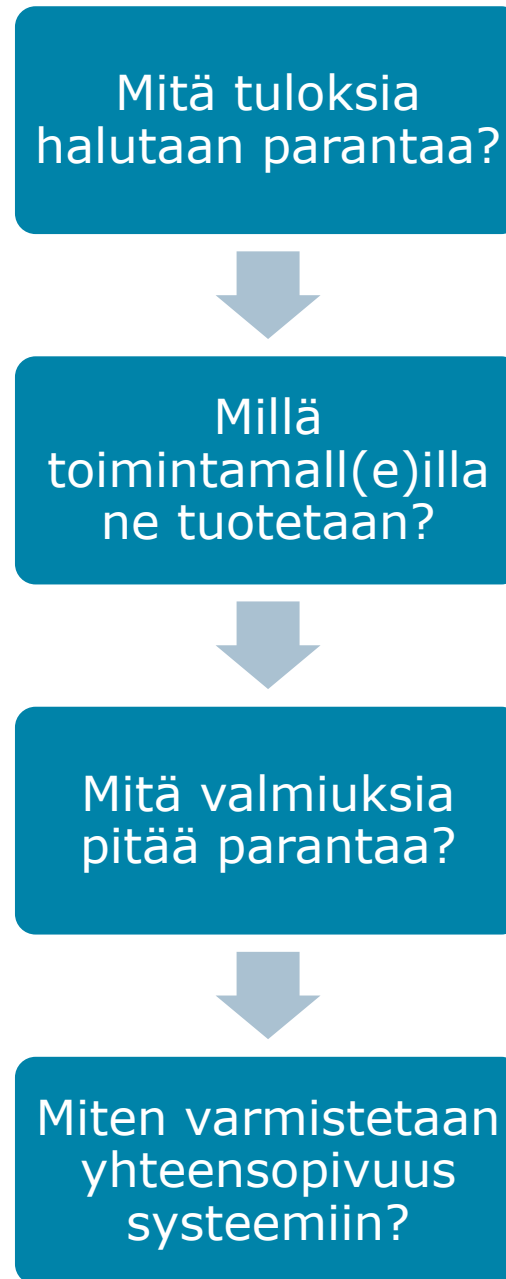 Mitä tuloksia
halutaan parantaa?
Millä
toimintamall(e)illa
ne tuotetaan?
Mitä valmiuksia
pitää parantaa?
Miten varmistetaan
yhteensopivuus
systeemiin?